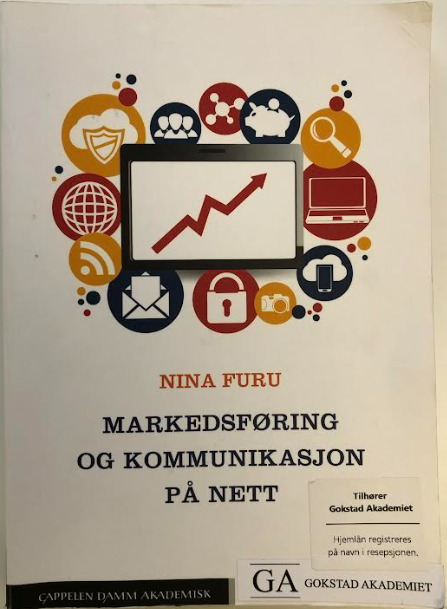 NINA FURU
MARKEDSFØRING
OG KOMMUNIKASJON
PÅ NETT
Tilhører
Gokstad Akademiet
Hjemlån registreres
på navn i resepsjonen.
CAPPELEN DAMM AKADEMISK
GA GOKSTAD AKADEMIET